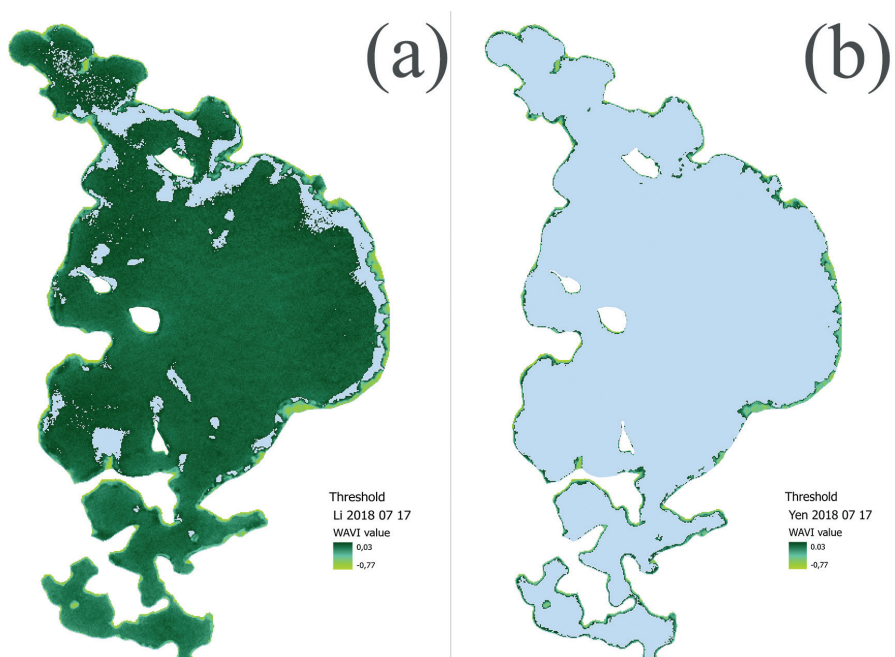 (a)
Threshold
Li 2018 07 17
WAVI value
0,03
-0,77
(b)
Threshold
Yen 2018 07 17
WAVI value
0.03
-0,77